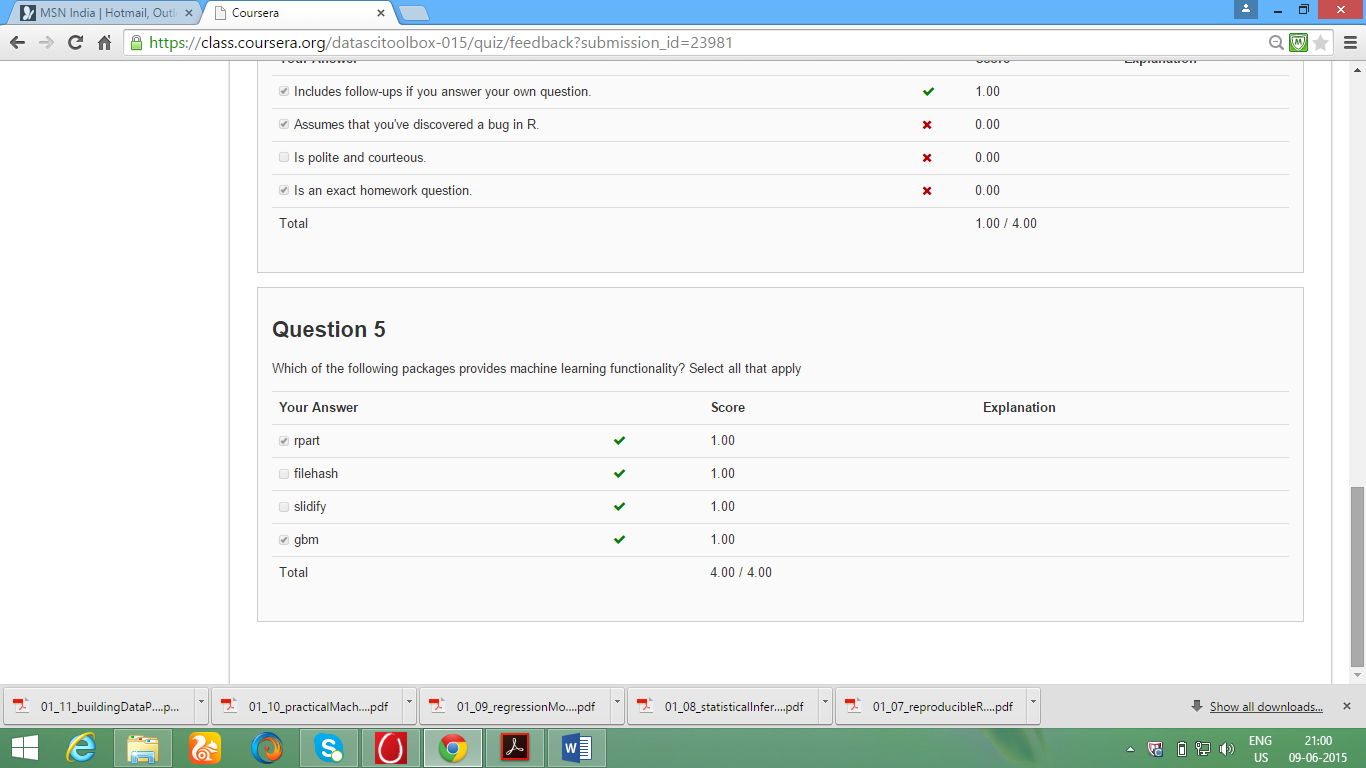 MSN India | Hotmail, Outl
Coursera
https://class.coursera.org/datascitoolbox-015/quiz/feedback?submission_id=23981
Your Answer Score Explanation
Includes follow-ups if you answer your own question. 1.00
Assumes that you've discovered a bug in R. 0.00
Is polite and courteous. 0.00
Is an exact homework question. 0.00
Total 1.00 / 4.00
Question 5
Which of the following packages provides machine learning functionality? Select all that apply
Your Answer Score Explanation
rpart 1.00
filehash 1.00
slidify 1.00
gbm 1.00
Total 4.00 / 4.00
01_11_buildingDataP....p... 01_10_practicalMach....pdf 01_09_regressionMo....pdf 01_08_statisticalInfer....pdf 01_07_reproducibleR....pdf Show all downloads...
ENG 21:00
US 09-06-2015